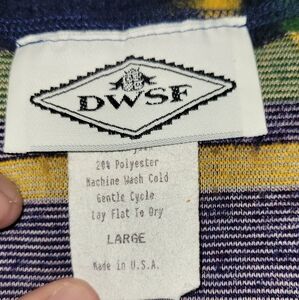 DWSF
20% Polyester
Machine Wash Cold
Gentle Cycle
Lay Flat To Dry
LARGE
Made in U.S.A.